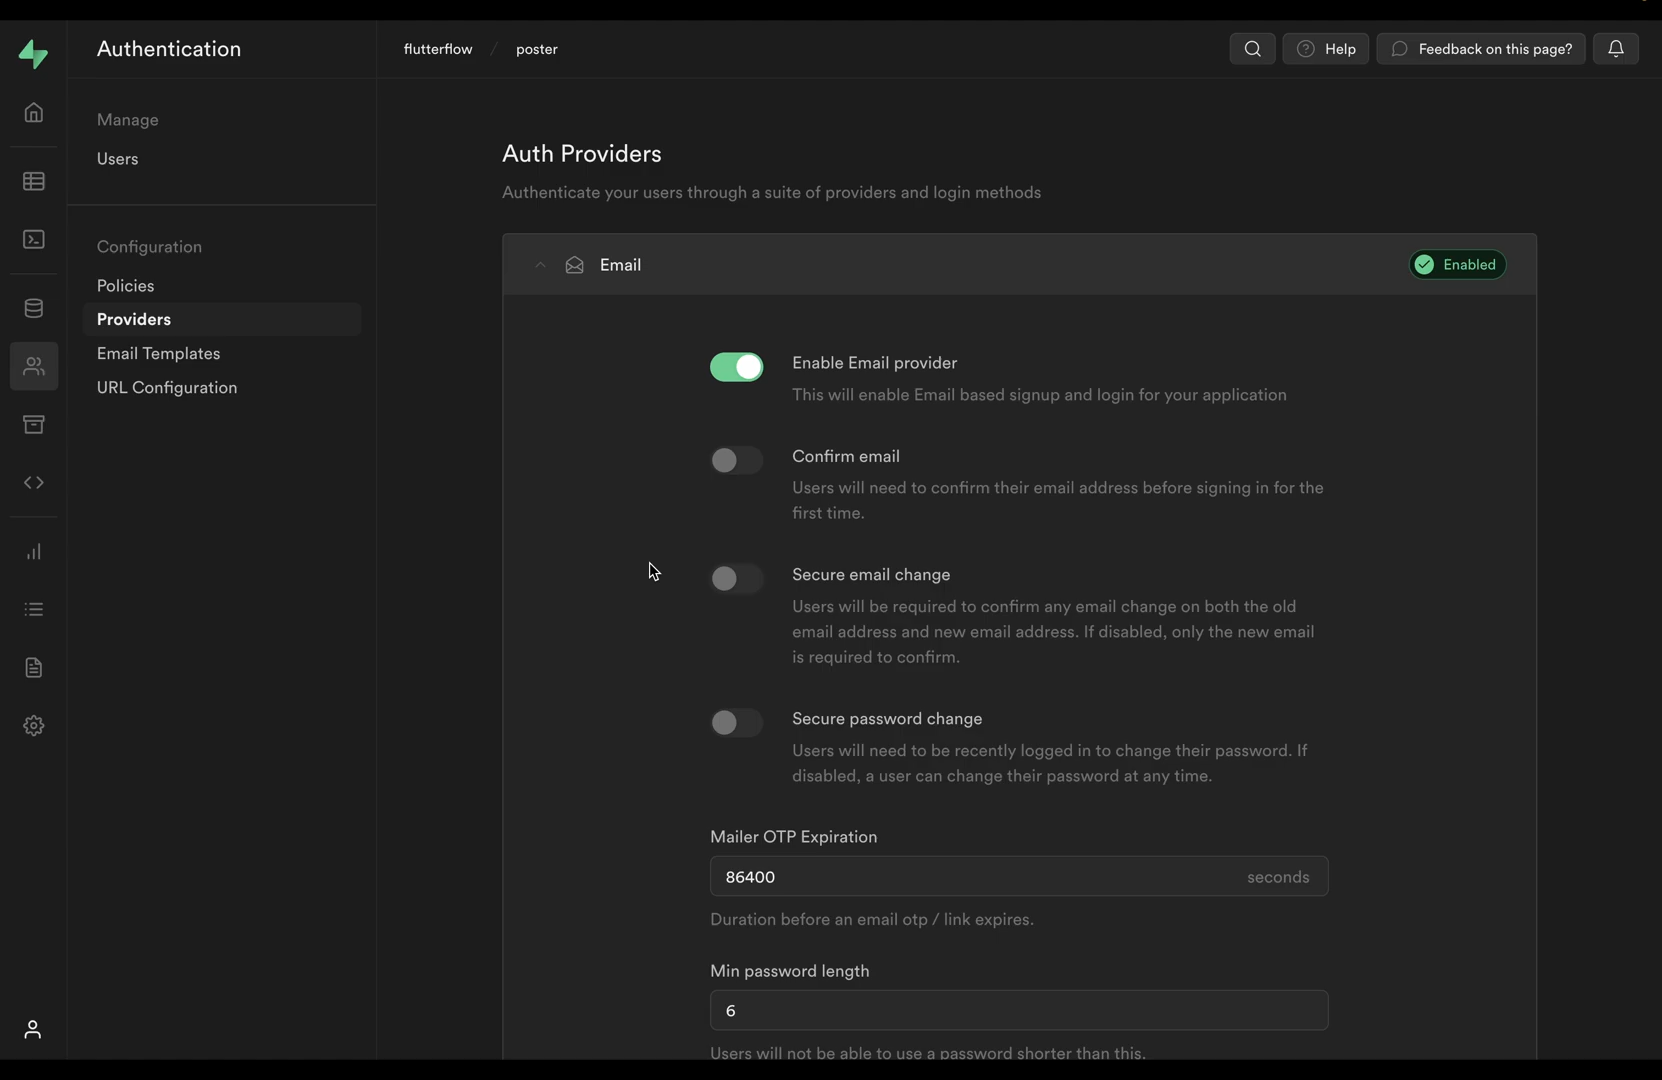 Authentication
flutterflow / poster
Help
Feedback on this page?
Manage
Users
Configuration
Policies
Providers
Email Templates
URL Configuration
Auth Providers
Authenticate your users through a suite of providers and login methods
Email
Enabled
Enable Email provider
This will enable Email based signup and login for your application
Confirm email
Users will need to confirm their email address before signing in for the
first time.
Secure email change
Users will be required to confirm any email change on both the old
email address and new email address. If disabled, only the new email
is required to confirm.
Secure password change
Users will need to be recently logged in to change their password. If
disabled, a user can change their password at any time.
Mailer OTP Expiration
86400 seconds
Duration before an email otp / link expires.
Min password length
6
Users will not be able to use a password shorter than this.